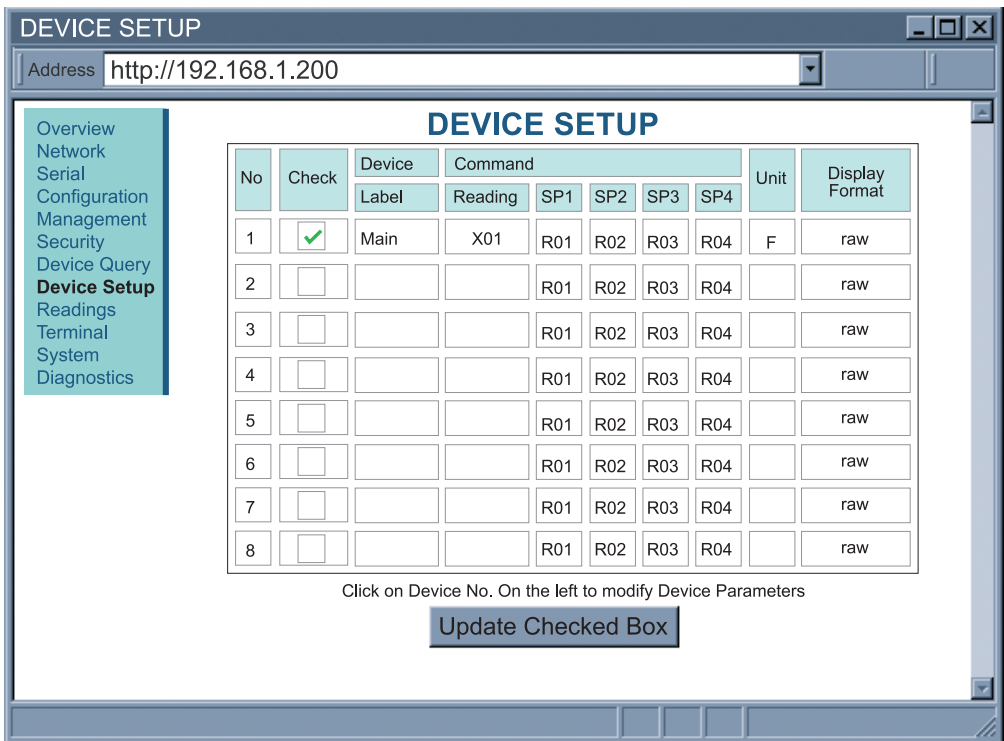 DEVICE SETUP
Address http://192.168.1.200
Overview
Network
Serial
Configuration
Management
Security
Device Query
Device Setup
Readings
Terminal
System
Diagnostics
DEVICE SETUP
No Check Device Command Unit Display Format
Label Reading SP1 SP2 SP3 SP4
1 Main X01 R01 R02 R03 R04 F raw
2 R01 R02 R03 R04 raw
3 R01 R02 R03 R04 raw
4 R01 R02 R03 R04 raw
5 R01 R02 R03 R04 raw
6 R01 R02 R03 R04 raw
7 R01 R02 R03 R04 raw
8 R01 R02 R03 R04 raw
Click on Device No. On the left to modify Device Parameters
Update Checked Box